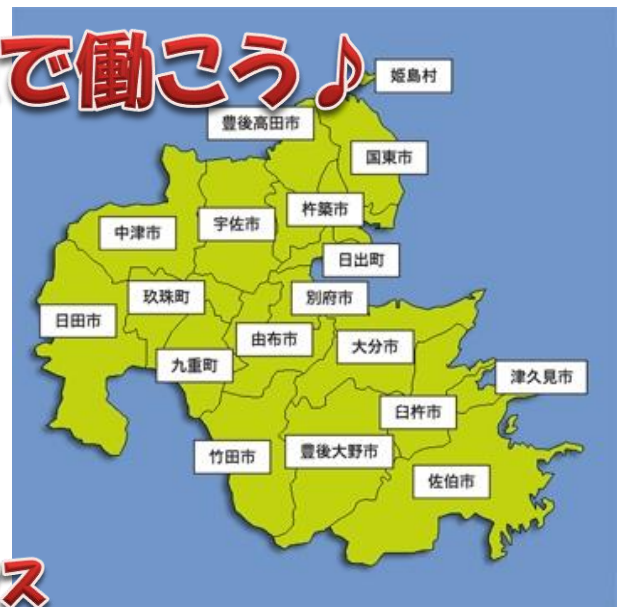 で働こう♪
姫島村
豊後高田市
国東市
杵築市
宇佐市
中津市
日出町
玖珠町
別府市
日田市
由布市
大分市
九重町
津久見市
臼杵市
豊後大野市
竹田市
佐伯市
ス